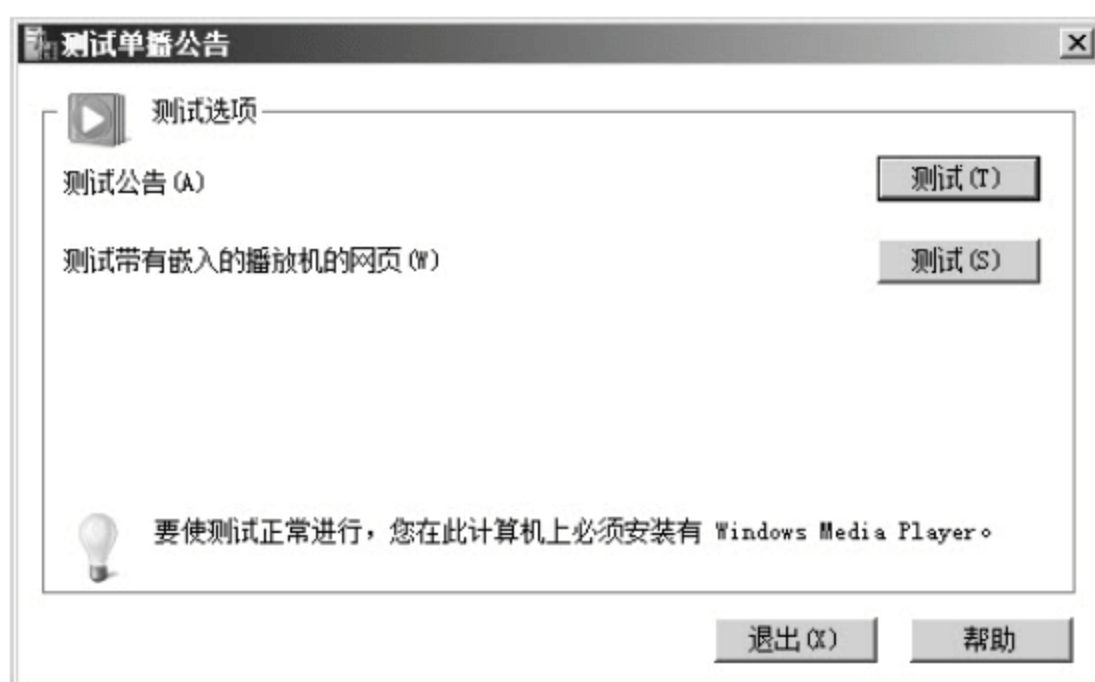 测试单播公告
测试选项
测试公告(A)
测试(T)
测试带有嵌入的播放机的网页(W)
测试(S)
要使测试正常进行，您在此计算机上必须安装有 Windows Media Player。
退出(X)
帮助